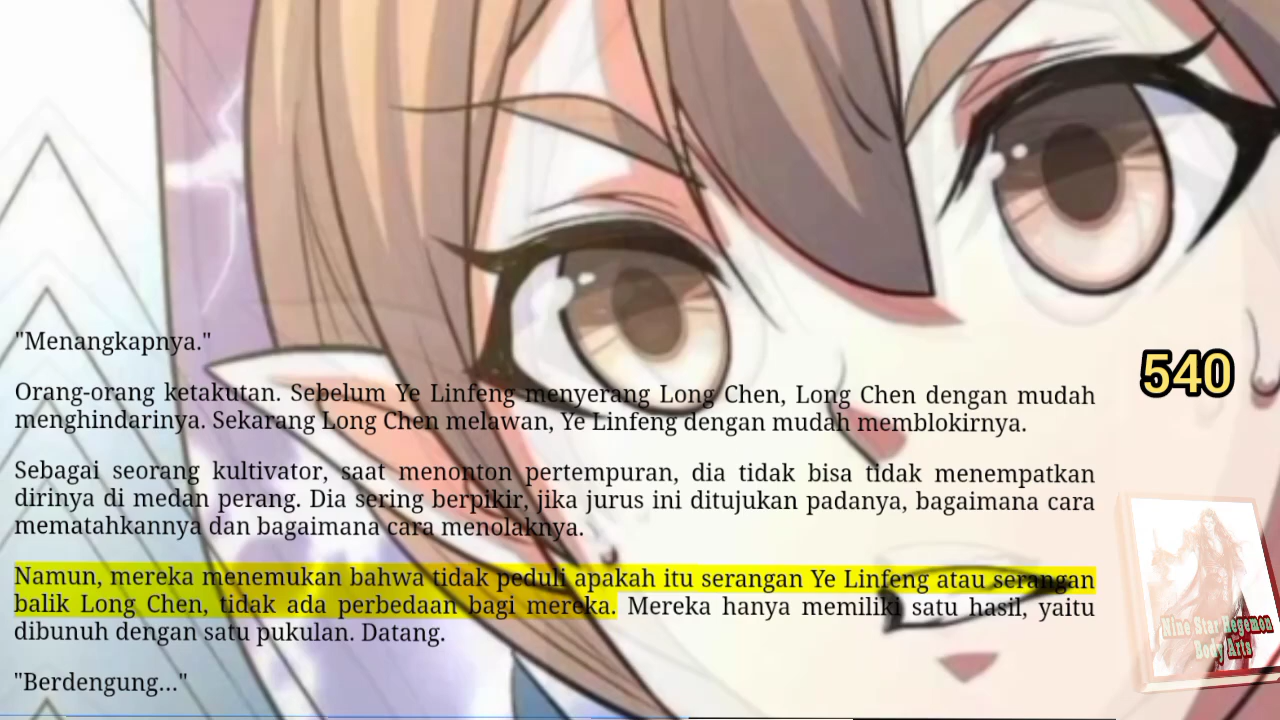 "Menangkapnya."
Orang-orang ketakutan. Sebelum Ye Linfeng menyerang Long Chen, Long Chen dengan mudah
menghindarinya. Sekarang Long Chen melawan, Ye Linfeng dengan mudah memblokirnya.
540
Sebagai seorang kultivator, saat menonton pertempuran, dia tidak bisa tidak menempatkan
dirinya di medan perang. Dia sering berpikir, jika jurus ini ditujukan padanya, bagaimana cara
mematahkannya dan bagaimana cara menolaknya.
Namun, mereka menemukan bahwa tidak peduli apakah itu serangan Ye Linfeng atau serangan
balik Long Chen, tidak ada perbedaan bagi mereka. Mereka hanya memiliki satu hasil, yaitu
dibunuh dengan satu pukulan. Datang.
"Berdengung..."
Nine Star Hegemon
Body Arts